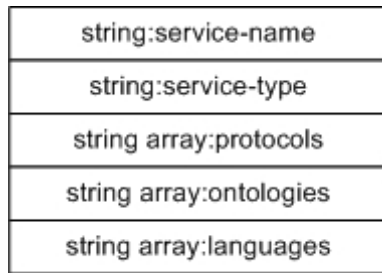 string:service-name
string:service-type
string array:protocols
string array:ontologies
string array:languages